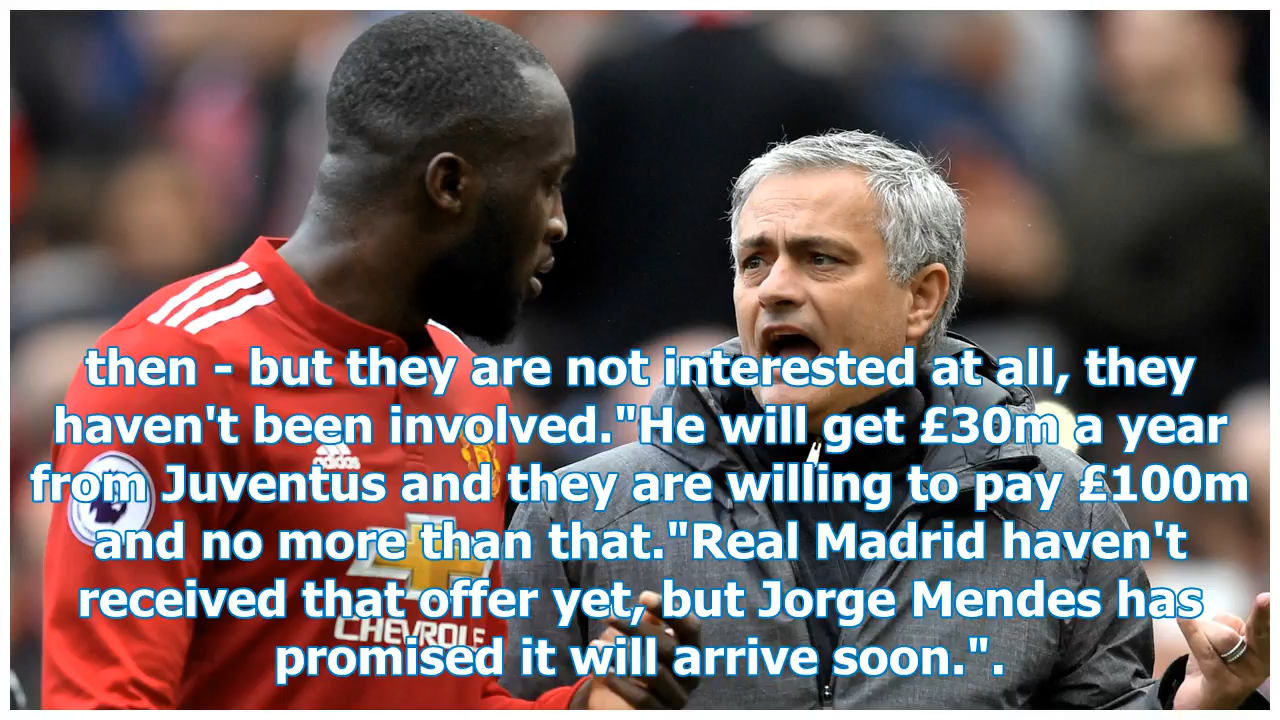 then - but they are not interested at all, they
haven't been involved."He will get £30m a year
from Juventus and they are willing to pay £100m
and no more than that."Real Madrid haven't
received that offer yet, but Jorge Mendes has
promised it will arrive soon.".
adidas
CHEVROLET